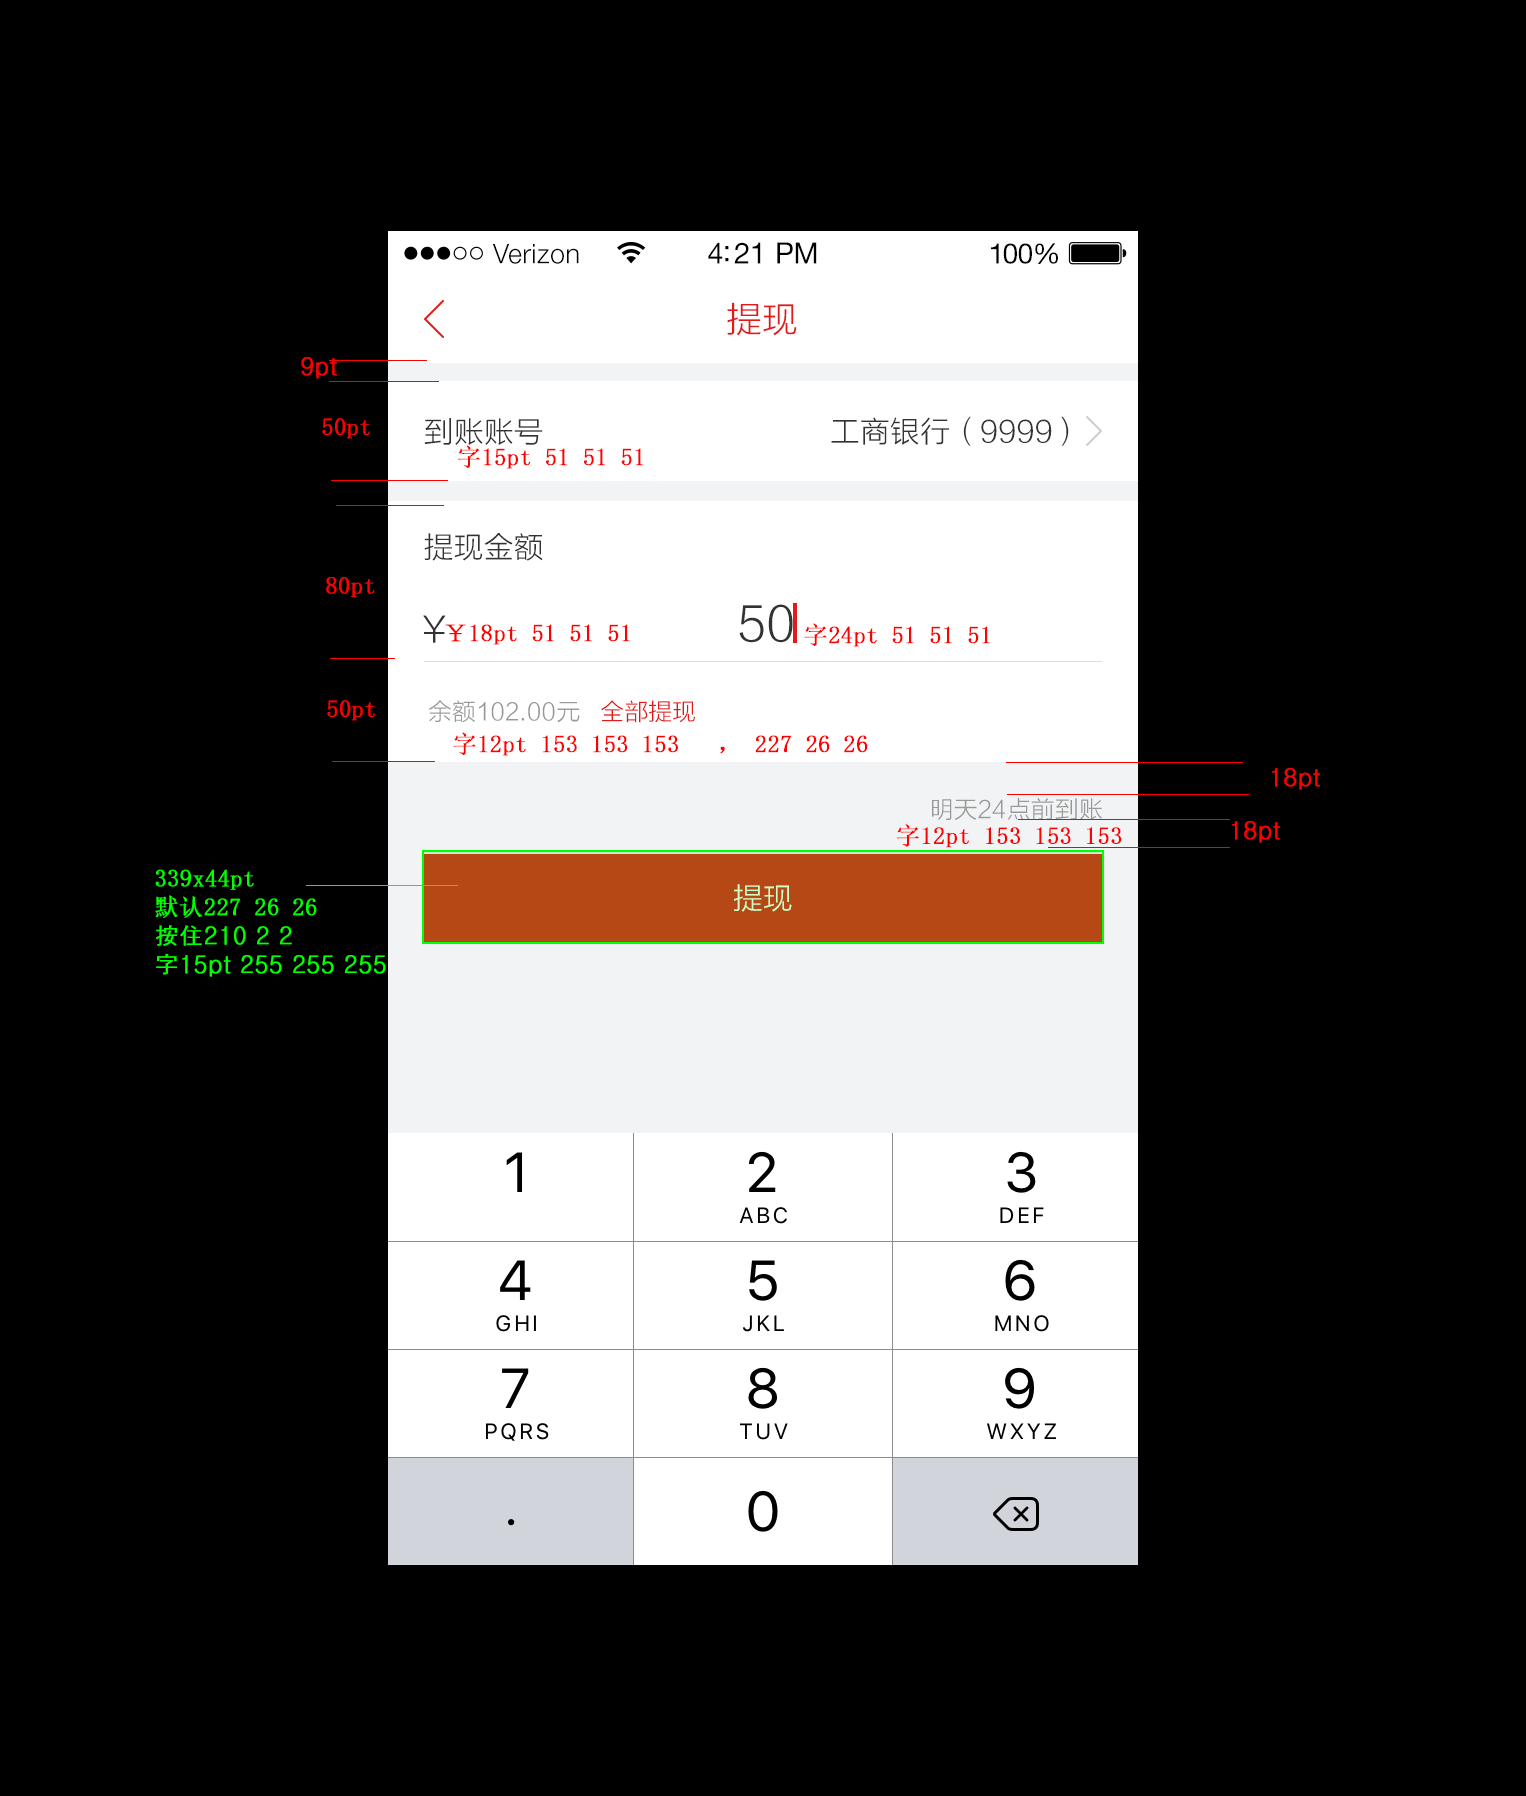 Verizon 4:21 PM 100%
提现
9pt
50pt
到账账号 工商银行（9999）
字15pt 51 51 51
提现金额
80pt
¥ ¥18pt 51 51 51 50 字24pt 51 51 51
50pt
余额102.00元 全部提现
字12pt 153 153 153 ， 227 26 26
18pt
明天24点前到账
字12pt 153 153 153
18pt
339x44pt
默认227 26 26
按住210 2 2
字15pt 255 255 255
提现
1 2 3
ABC DEF
4 5 6
GHI JKL MNO
7 8 9
PQRS TUV WXYZ
. 0